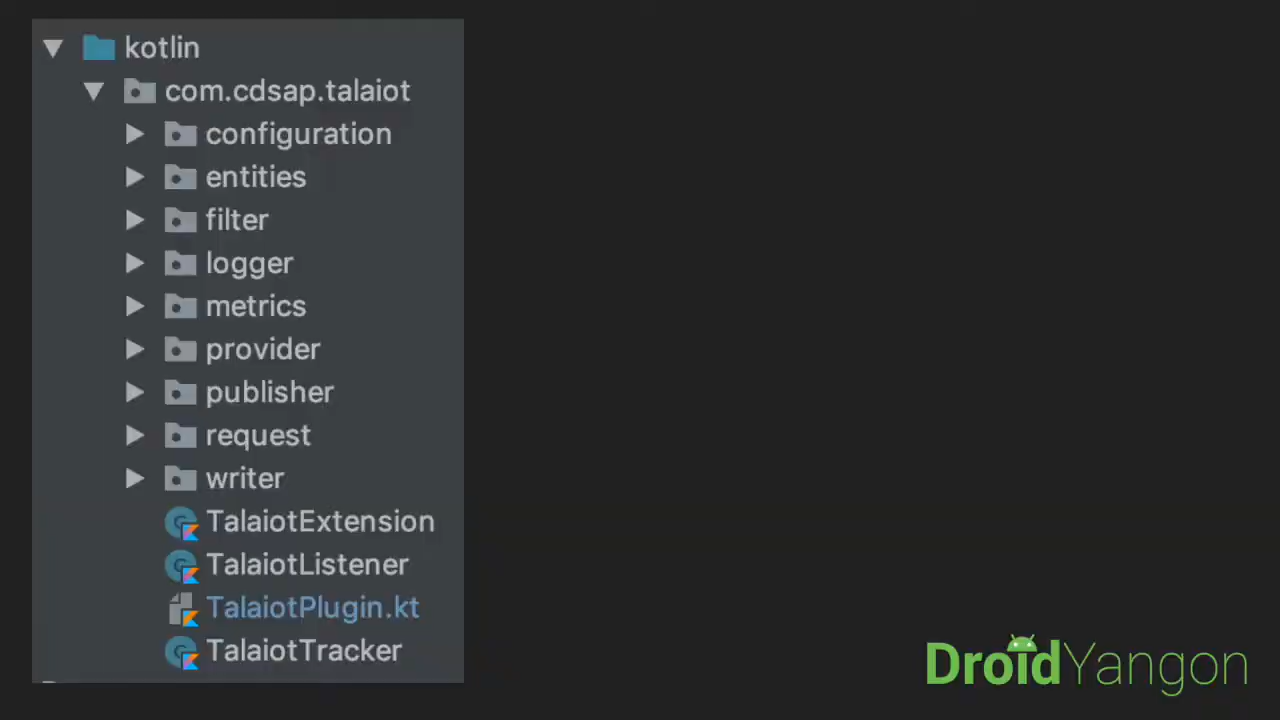 kotlin
com.cdsap.talaiot
configuration
entities
filter
logger
metrics
provider
publisher
request
writer
TalaiotExtension
TalaiotListener
TalaiotPlugin.kt
TalaiotTracker
DroidYangon